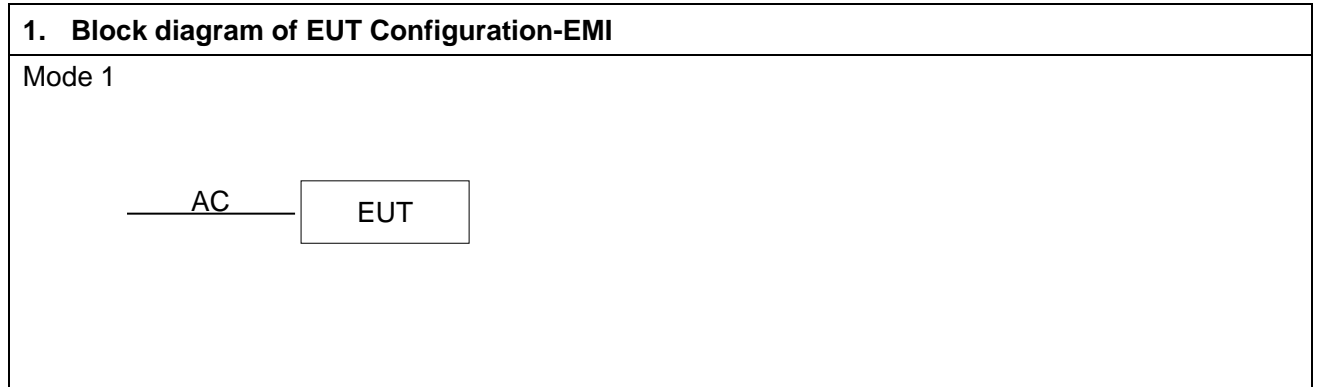 1. Block diagram of EUT Configuration-EMI
Mode 1
AC
EUT